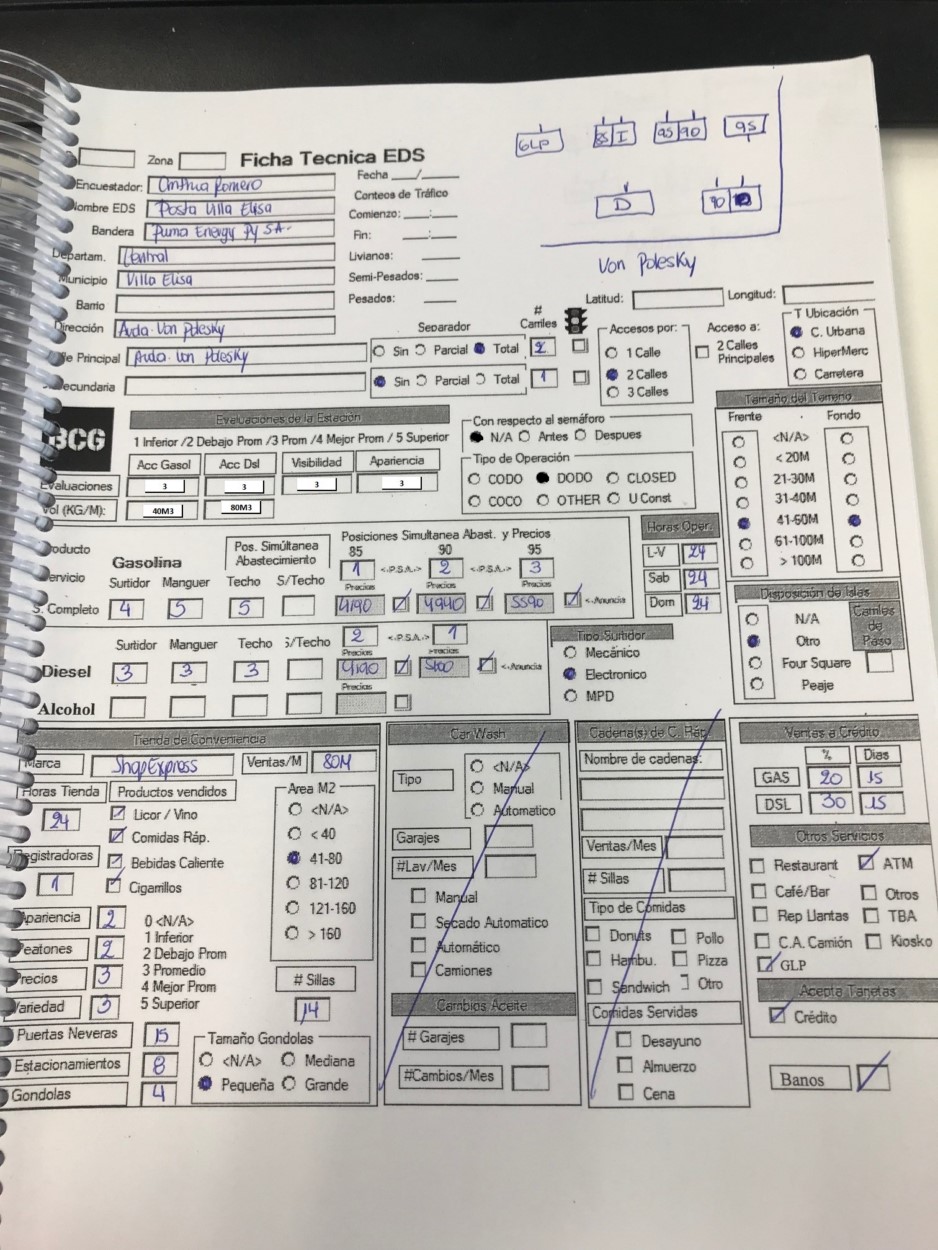 GLP
85 I
95 90
95
D
90
Von Polesky
Zona
Ficha Tecnica EDS
Encuestador: Cinthia Romero
Nombre EDS Posta Villa Elisa
Bandera Puma Energy Py SA.
Departam. Central
Municipio Villa Elisa
Barrio
Dirección Avda. Von Polesky
Calle Principal Avda. Von Polesky
Secundaria
Fecha __/__
Conteos de Tráfico
Comienzo: __:__
Fin: __:__
Livianos:
Semi-Pesados:
Pesados:
Separador
# Carriles
Sin Parcial Total 2
Sin Parcial Total 1
Latitud: Longitud:
Accesos por:
1 Calle
2 Calles
3 Calles
Acceso a:
2 Calles Principales
T Ubicación
C. Urbana
HiperMerc
Carretera
BCG
Evaluaciones de la Estación
1 Inferior /2 Debajo Prom /3 Prom /4 Mejor Prom / 5 Superior
Acc Gasol Acc Dsl Visibilidad Apariencia
Evaluaciones 3 3 3 3
Vol (KG/M): 40M3 80M3
Con respecto al semáforo
N/A Antes Despues
Tipo de Operación
CODO DODO CLOSED
COCO OTHER U Const
Tamaño del Terreno
Frente . Fondo
<N/A>
< 20M
21-30M
31-40M
41-60M
61-100M
> 100M
Producto
Servicio
Gasolina
Pos. Simúltanea Abastecimiento
Posiciones Simultanea Abast. y Precios
85 90 95
1 <-P.S.A.-> 2 <-P.S.A.-> 3
Surtidor Manguer Techo S/Techo
Precios Precios Precios
S. Completo 4 5 5 4190 4940 5590 <-Anuncia
Horas Oper.
L-V 24
Sab 24
Dom 24
Surtidor Manguer Techo S/Techo
2 <-P.S.A.-> 1
Precios Precios
Diesel 3 3 3 4190 5400 <-Anuncia
Precios
Alcohol
Tipo Surtidor
Mecánico
Electronico
MPD
Disposición de Islas
N/A
Otro
Four Square
Peaje
Carriles de Paso
Tienda de Conveniencia
Marca ShopExpress Ventas/M 80M
Horas Tienda
24
Registradoras
1
Productos vendidos
Licor / Vino
Comidas Ráp.
Bebidas Caliente
Cigarrillos
Area M2
<N/A>
< 40
41-80
81-120
121-160
> 160
Apariencia 2
Peatones 2
Precios 3
Variedad 3
0 <N/A>
1 Inferior
2 Debajo Prom
3 Promedio
4 Mejor Prom
5 Superior
# Sillas
14
Puertas Neveras 15
Estacionamientos 8
Gondolas 4
Tamaño Gondolas
<N/A> Mediana
Pequeña Grande
Car Wash
Tipo
<N/A>
Manual
Automatico
Garajes
#Lav/Mes
Manual
Secado Automatico
Automático
Camiones
Cambios Aceite
# Garajes
#Cambios/Mes
Cadena(s) de C. Ráp.
Nombre de cadenas:
Ventas/Mes
# Sillas
Tipo de Comidas
Donuts Pollo
Hambu. Pizza
Sandwich Otro
Comidas Servidas
Desayuno
Almuerzo
Cena
Ventas a Crédito
% Dias
GAS 20 15
DSL 30 15
Otros Servicios
Restaurant ATM
Café/Bar Otros
Rep Llantas TBA
C.A. Camión Kiosko
GLP
Acepta Tarjetas
Crédito
Banos